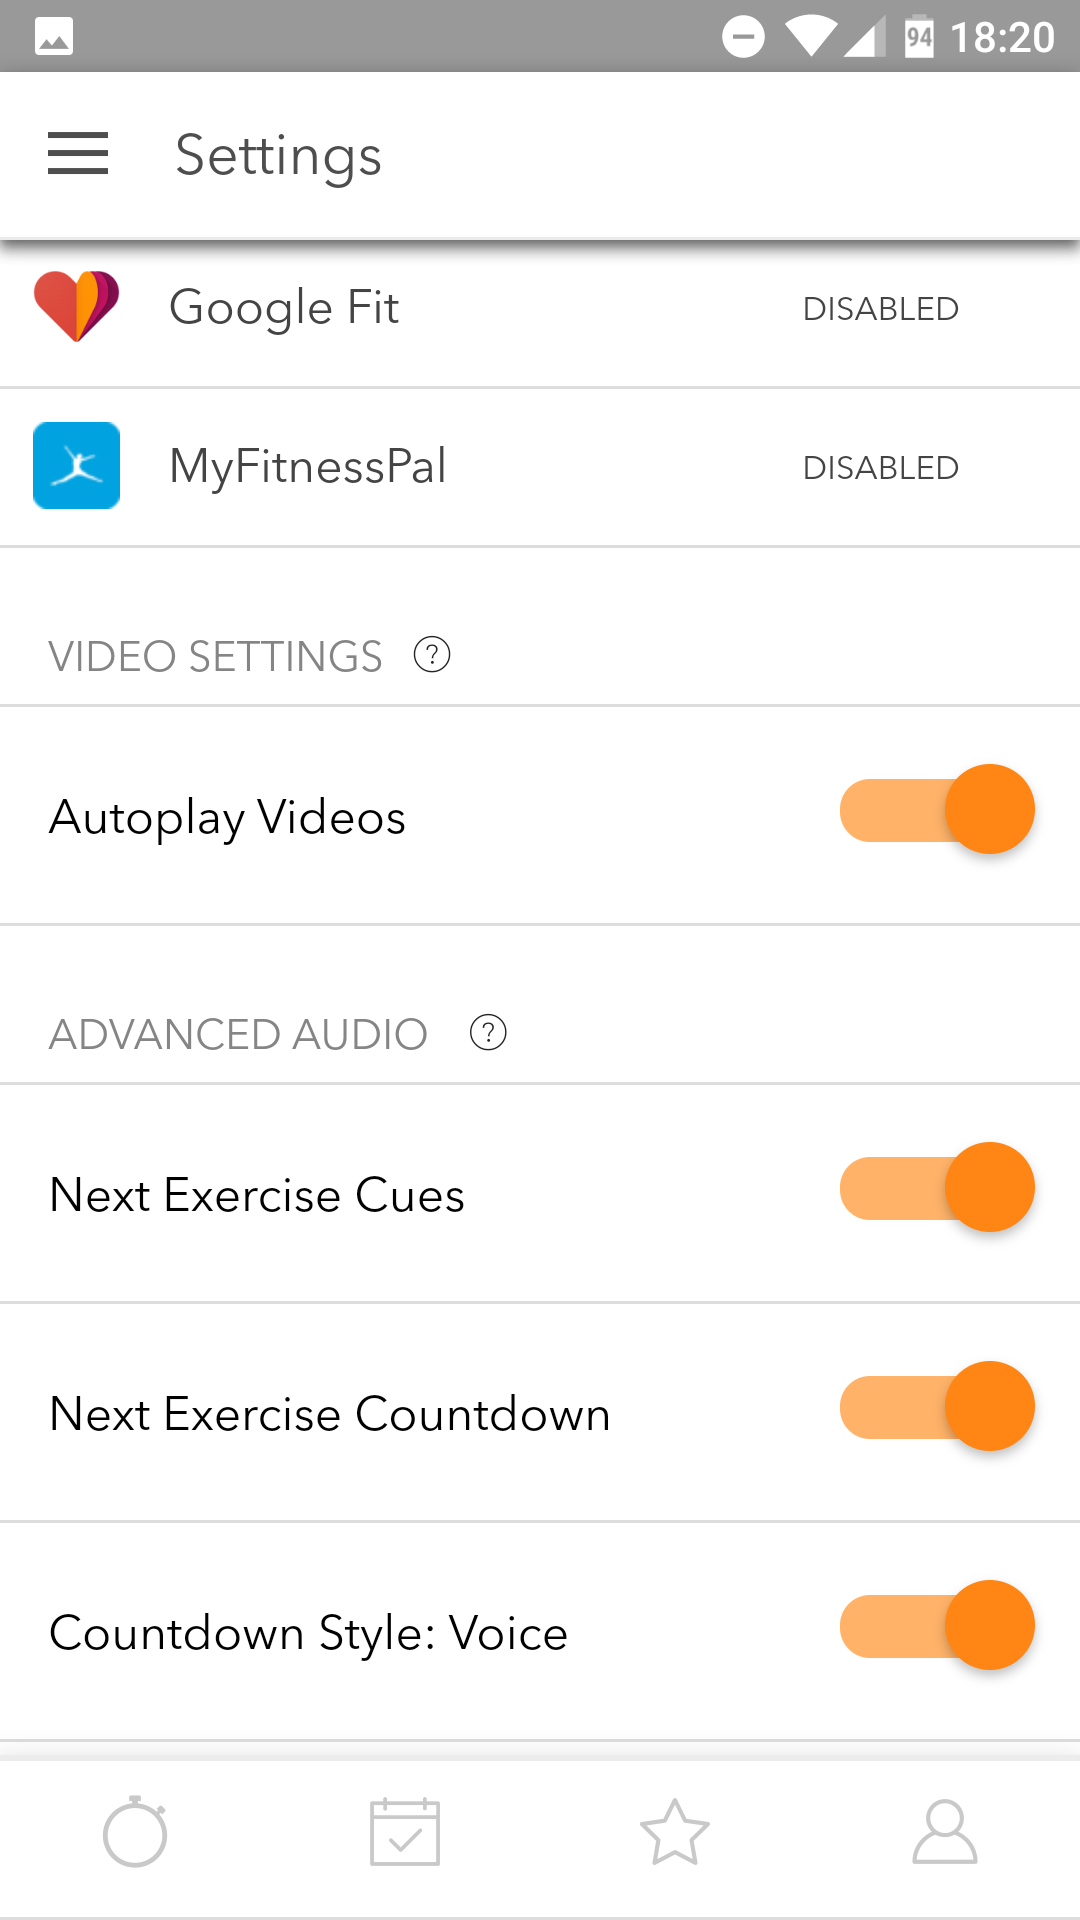 94 18:20
Settings
Google Fit DISABLED
MyFitnessPal DISABLED
VIDEO SETTINGS ?
Autoplay Videos
ADVANCED AUDIO ?
Next Exercise Cues
Next Exercise Countdown
Countdown Style: Voice